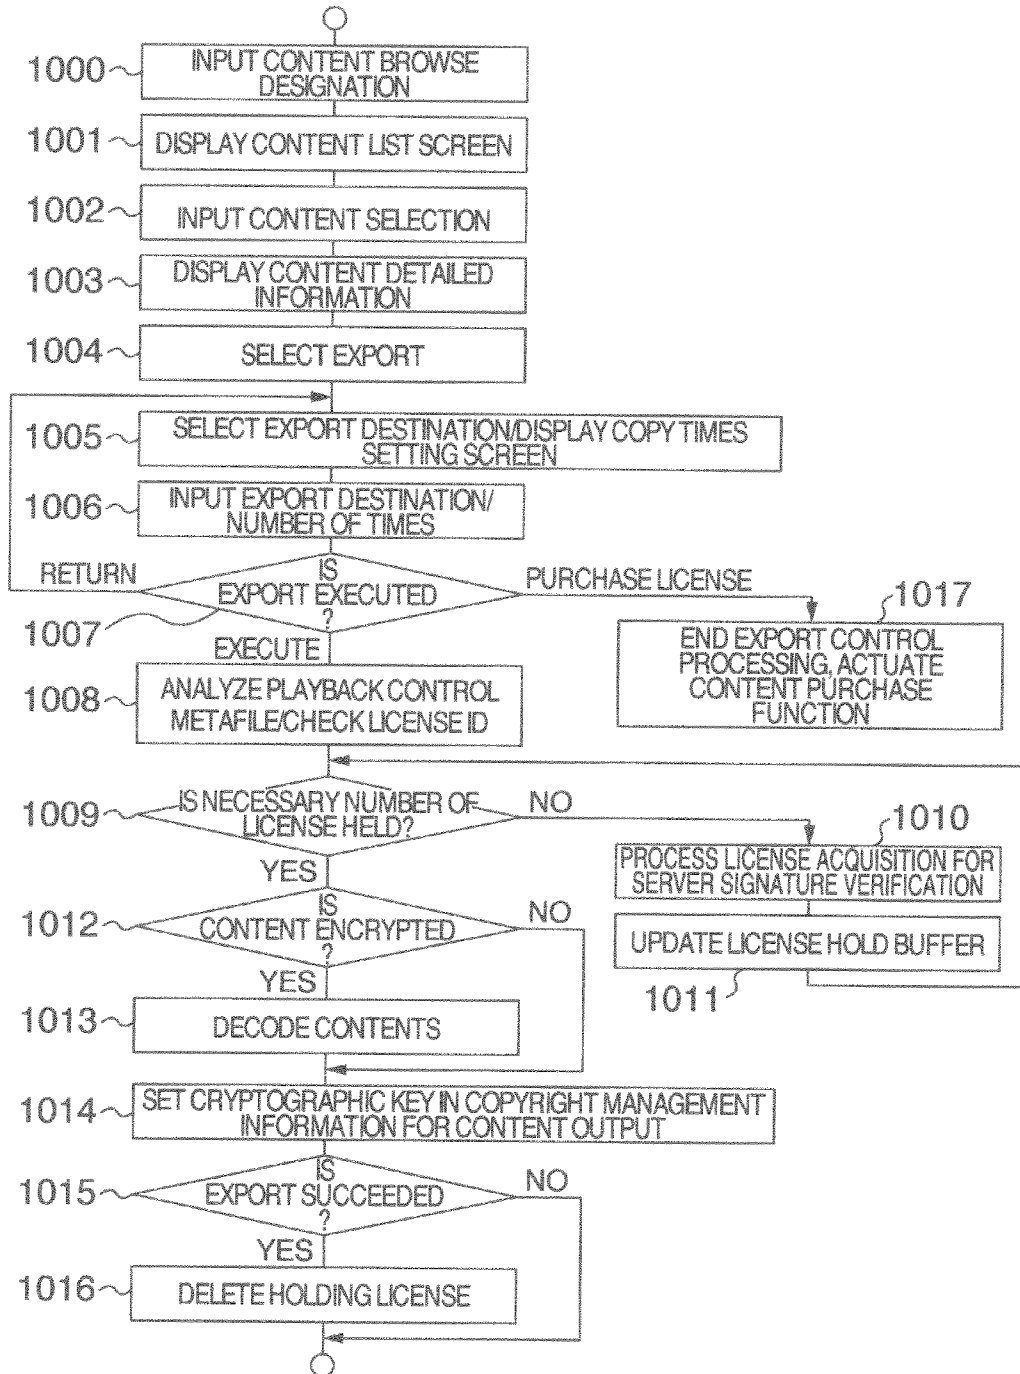 1000
INPUT CONTENT BROWSE
DESIGNATION
1001
DISPLAY CONTENT LIST SCREEN
1002
INPUT CONTENT SELECTION
1003
DISPLAY CONTENT DETAILED
INFORMATION
1004
SELECT EXPORT
1005
SELECT EXPORT DESTINATION/DISPLAY COPY TIMES
SETTING SCREEN
1006
INPUT EXPORT DESTINATION/
NUMBER OF TIMES
RETURN
IS
EXPORT EXECUTED
?
PURCHASE LICENSE
1007
EXECUTE
1017
END EXPORT CONTROL
PROCESSING, ACTUATE
CONTENT PURCHASE
FUNCTION
1008
ANALYZE PLAYBACK CONTROL
METAFILE/CHECK LICENSE ID
1009
IS NECESSARY NUMBER OF
LICENSE HELD?
NO
YES
1010
PROCESS LICENSE ACQUISITION FOR
SERVER SIGNATURE VERIFICATION
UPDATE LICENSE HOLD BUFFER
1011
1012
IS
CONTENT ENCRYPTED
?
NO
YES
1013
DECODE CONTENTS
1014
SET CRYPTOGRAPHIC KEY IN COPYRIGHT MANAGEMENT
INFORMATION FOR CONTENT OUTPUT
1015
IS
EXPORT SUCCEEDED
?
NO
YES
1016
DELETE HOLDING LICENSE